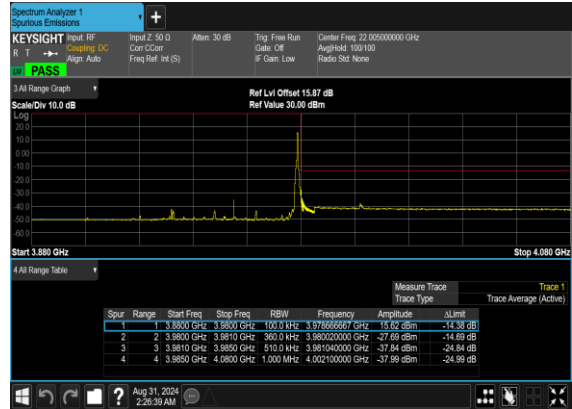 Spectrum Analyzer 1
Spurious Emissions
KEYSIGHT Input: RF Input Z: 50 Ω Atten: 30 dB Trig: Free Run Center Freq: 22.005000000 GHz
R T Coupling: DC Corr CCorr Gate: Off Avg|Hold: 100/100
Align: Auto Freq Ref: Int (S) IF Gain: Low Radio Std: None
PASS
3 All Range Graph
Ref Lvl Offset 15.87 dB
Scale/Div 10.0 dB Ref Value 30.00 dBm
Log
20.0
10.0
0.00
-10.0
-20.0
-30.0
-40.0
-50.0
-60.0
Start 3.880 GHz Stop 4.080 GHz
4 All Range Table
Measure Trace Trace 1
Trace Type Trace Average (Active)
Spur Range Start Freq Stop Freq RBW Frequency Amplitude ΔLimit
1 1 3.8800 GHz 3.9800 GHz 100.0 kHz 3.978666667 GHz 15.62 dBm -14.38 dB
2 2 3.9800 GHz 3.9810 GHz 360.0 kHz 3.980020000 GHz -27.69 dBm -14.69 dB
3 3 3.9810 GHz 3.9850 GHz 510.0 kHz 3.981040000 GHz -37.84 dBm -24.84 dB
4 4 3.9850 GHz 4.0800 GHz 1.000 MHz 4.002100000 GHz -37.99 dBm -24.99 dB
? Aug 31, 2024
2:26:39 AM